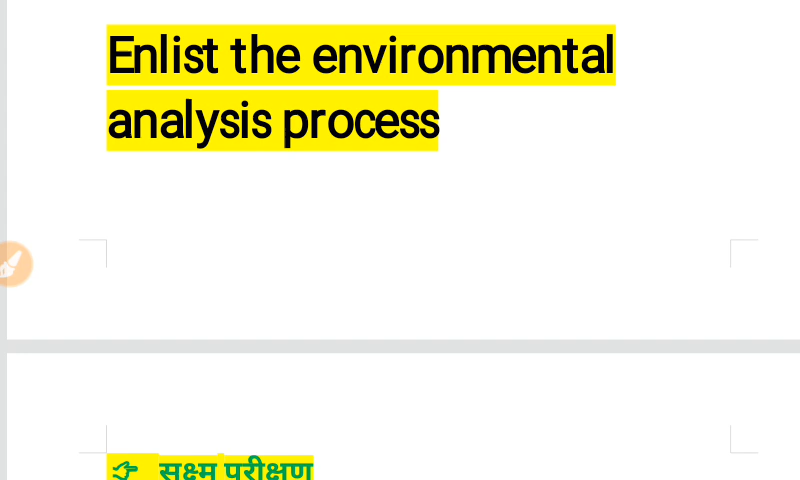 Enlist the environmental
analysis process
👉 सूक्ष्म परीक्षण